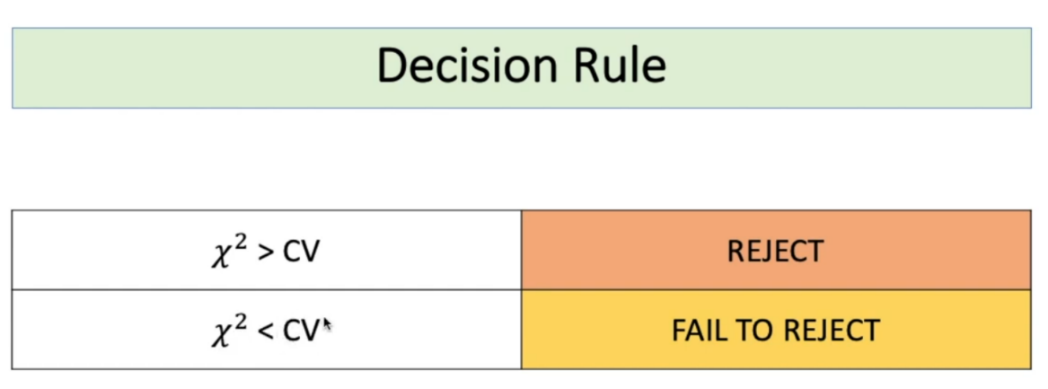 Decision Rule
χ² > CV
REJECT
χ² < CV
FAIL TO REJECT